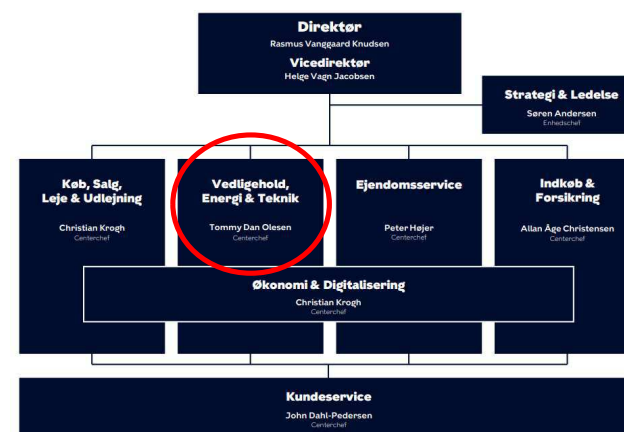 Direktør
Rasmus Vanggaard Knudsen
Vicedirektør
Helge Vagn Jacobsen
Strategi & Ledelse
Søren Andersen
Enhedschef
Køb, Salg,
Leje & Udlejning
Christian Krogh
Centerchef
Vedligehold,
Energi & Teknik
Tommy Dan Olesen
Centerchef
Ejendomsservice
Peter Højer
Centerchef
Indkøb &
Forsikring
Allan Åge Christensen
Centerchef
Økonomi & Digitalisering
Christian Krogh
Centerchef
Kundeservice
John Dahl-Pedersen
Centerchef